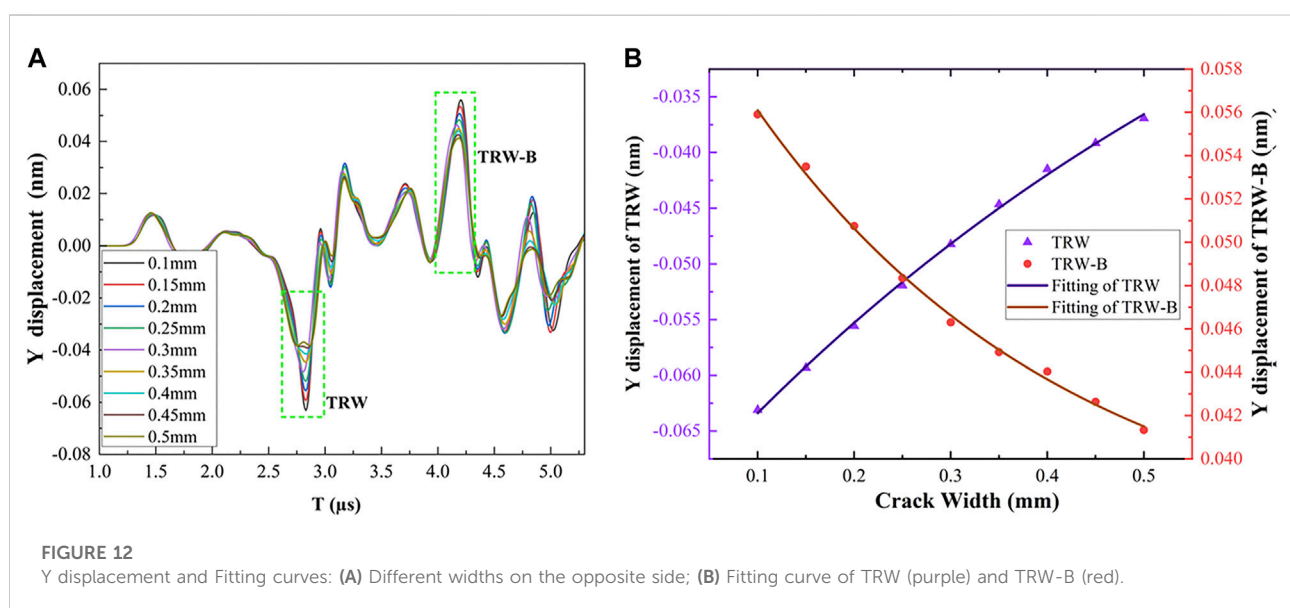 A
0.06
0.04
0.02
0.00
-0.02
-0.04
-0.06
-0.08
Y displacement (nm)
TRW-B
TRW
0.1mm
0.15mm
0.2mm
0.25mm
0.3mm
0.35mm
0.4mm
0.45mm
0.5mm
1.0 1.5 2.0 2.5 3.0 3.5 4.0 4.5 5.0
T (μs)
B
-0.035
-0.040
-0.045
-0.050
-0.055
-0.060
-0.065
Y displacement of TRW (nm)
TRW
TRW-B
Fitting of TRW
Fitting of TRW-B
0.058
0.056
0.054
0.052
0.050
0.048
0.046
0.044
0.042
0.040
Y displacement of TRW-B (nm)
0.1 0.2 0.3 0.4 0.5
Crack Width (mm)
FIGURE 12
Y displacement and Fitting curves: (A) Different widths on the opposite side; (B) Fitting curve of TRW (purple) and TRW-B (red).